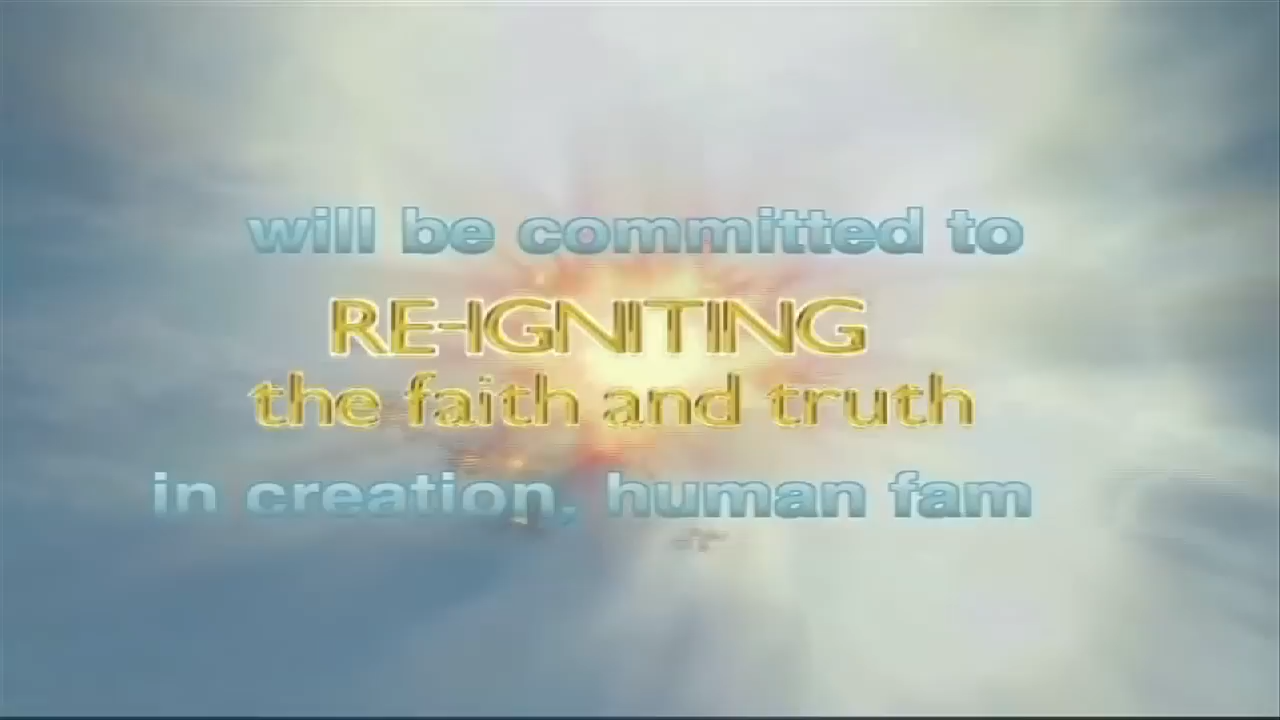 will be committed to
RE-IGNITING
the faith and truth
in creation, human fam